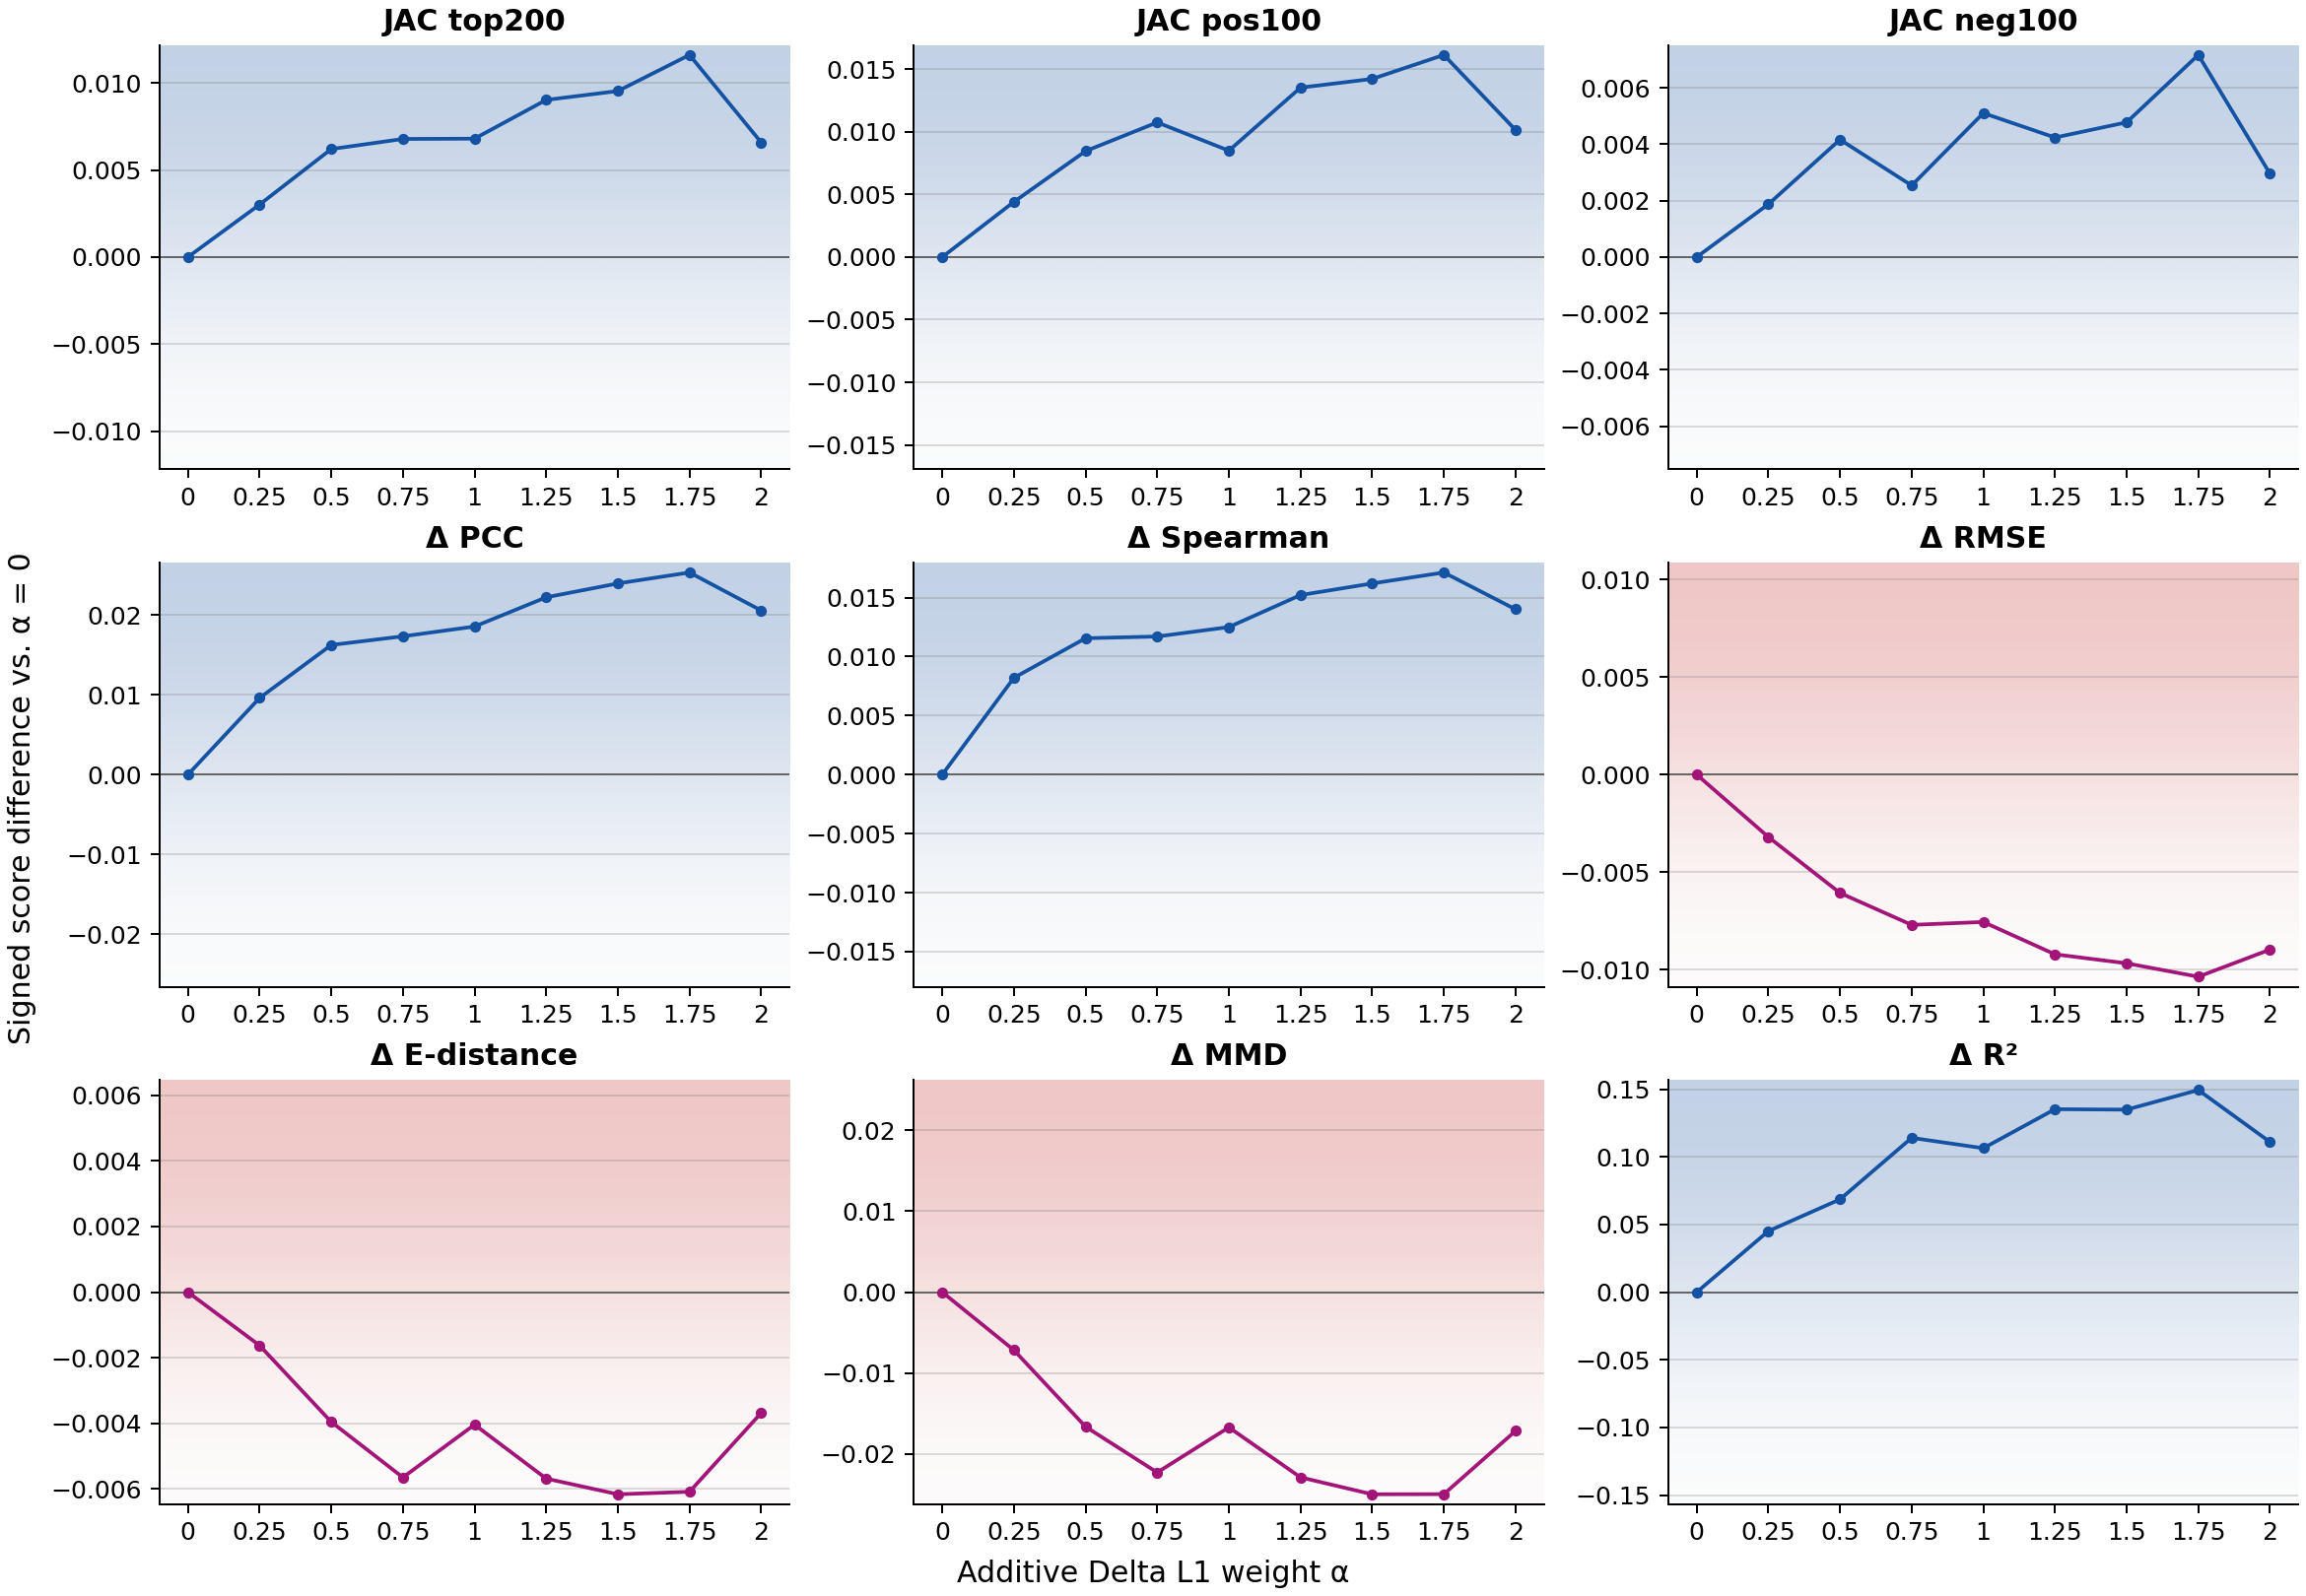 JAC top200
JAC pos100
JAC neg100
0.010
0.005
0.000
−0.005
−0.010
0 0.25 0.5 0.75 1 1.25 1.5 1.75 2
0.015
0.010
0.005
0.000
−0.005
−0.010
−0.015
0 0.25 0.5 0.75 1 1.25 1.5 1.75 2
0.006
0.004
0.002
0.000
−0.002
−0.004
−0.006
0 0.25 0.5 0.75 1 1.25 1.5 1.75 2
Signed score difference vs. α = 0
Δ PCC
Δ Spearman
Δ RMSE
0.02
0.01
0.00
−0.01
−0.02
0 0.25 0.5 0.75 1 1.25 1.5 1.75 2
0.015
0.010
0.005
0.000
−0.005
−0.010
−0.015
0 0.25 0.5 0.75 1 1.25 1.5 1.75 2
0.010
0.005
0.000
−0.005
−0.010
0 0.25 0.5 0.75 1 1.25 1.5 1.75 2
Δ E-distance
Δ MMD
Δ R²
0.006
0.004
0.002
0.000
−0.002
−0.004
−0.006
0 0.25 0.5 0.75 1 1.25 1.5 1.75 2
0.02
0.01
0.00
−0.01
−0.02
0 0.25 0.5 0.75 1 1.25 1.5 1.75 2
0.15
0.10
0.05
0.00
−0.05
−0.10
−0.15
0 0.25 0.5 0.75 1 1.25 1.5 1.75 2
Additive Delta L1 weight α